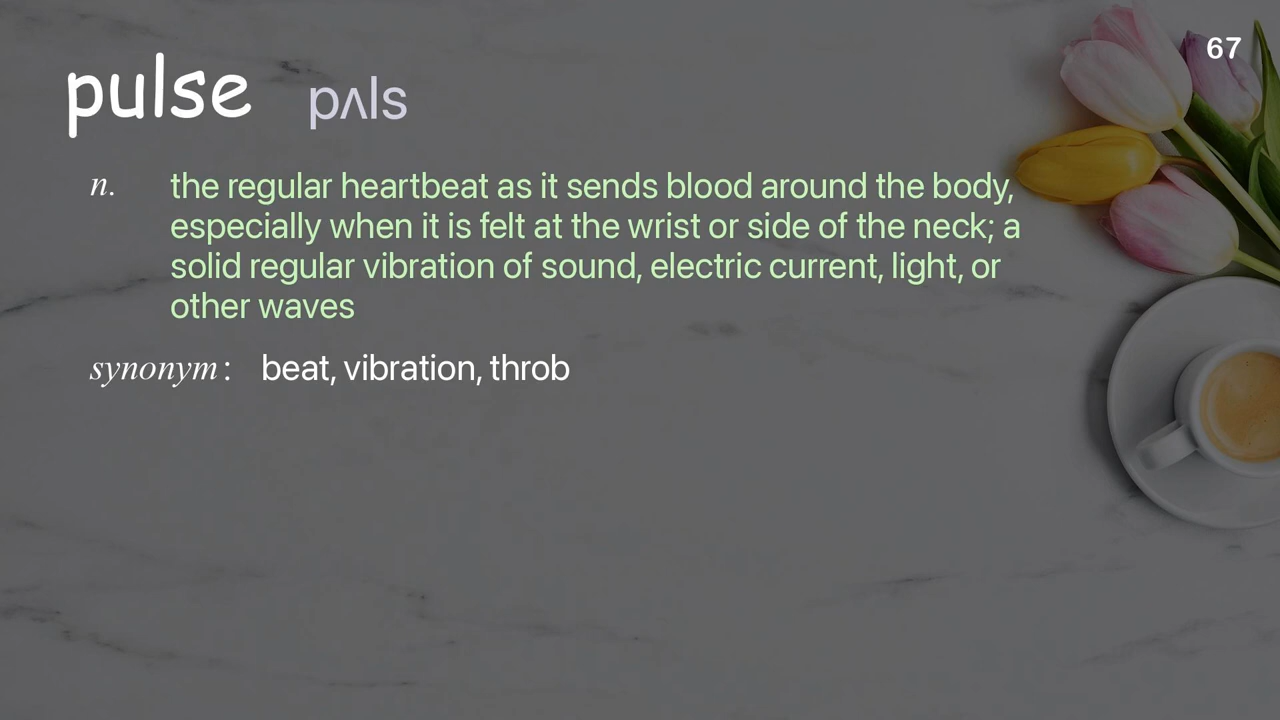 67
pulse pʌls
n. the regular heartbeat as it sends blood around the body,
especially when it is felt at the wrist or side of the neck; a
solid regular vibration of sound, electric current, light, or
other waves
synonym: beat, vibration, throb